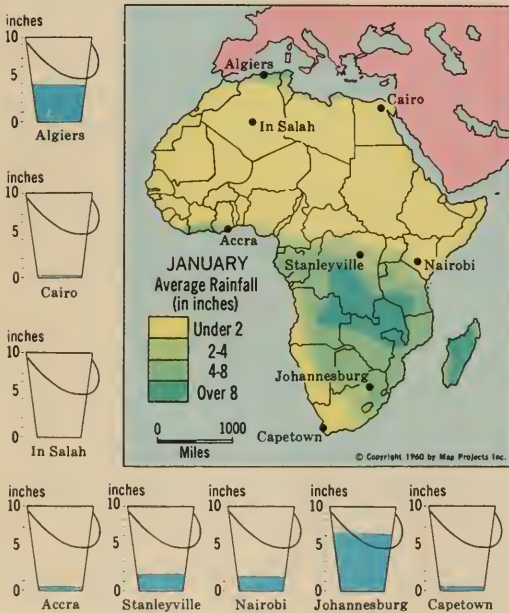 inches
10
5
0
Algiers
10
5
0
Cairo
10
5
0
In Salah
Algiers
Cairo
In Salah
Accra
Stanleyville
Nairobi
Johannesburg
Capetown
JANUARY
Average Rainfall
(in inches)
Under 2
2-4
4-8
Over 8
0 1000
Miles
© Copyright 1960 by Map Projects Inc.
inches
10
5
0
Accra
inches
10
5
0
Stanleyville
inches
10
5
0
Nairobi
inches
10
5
0
Johannesburg
inches
10
5
0
Capetown